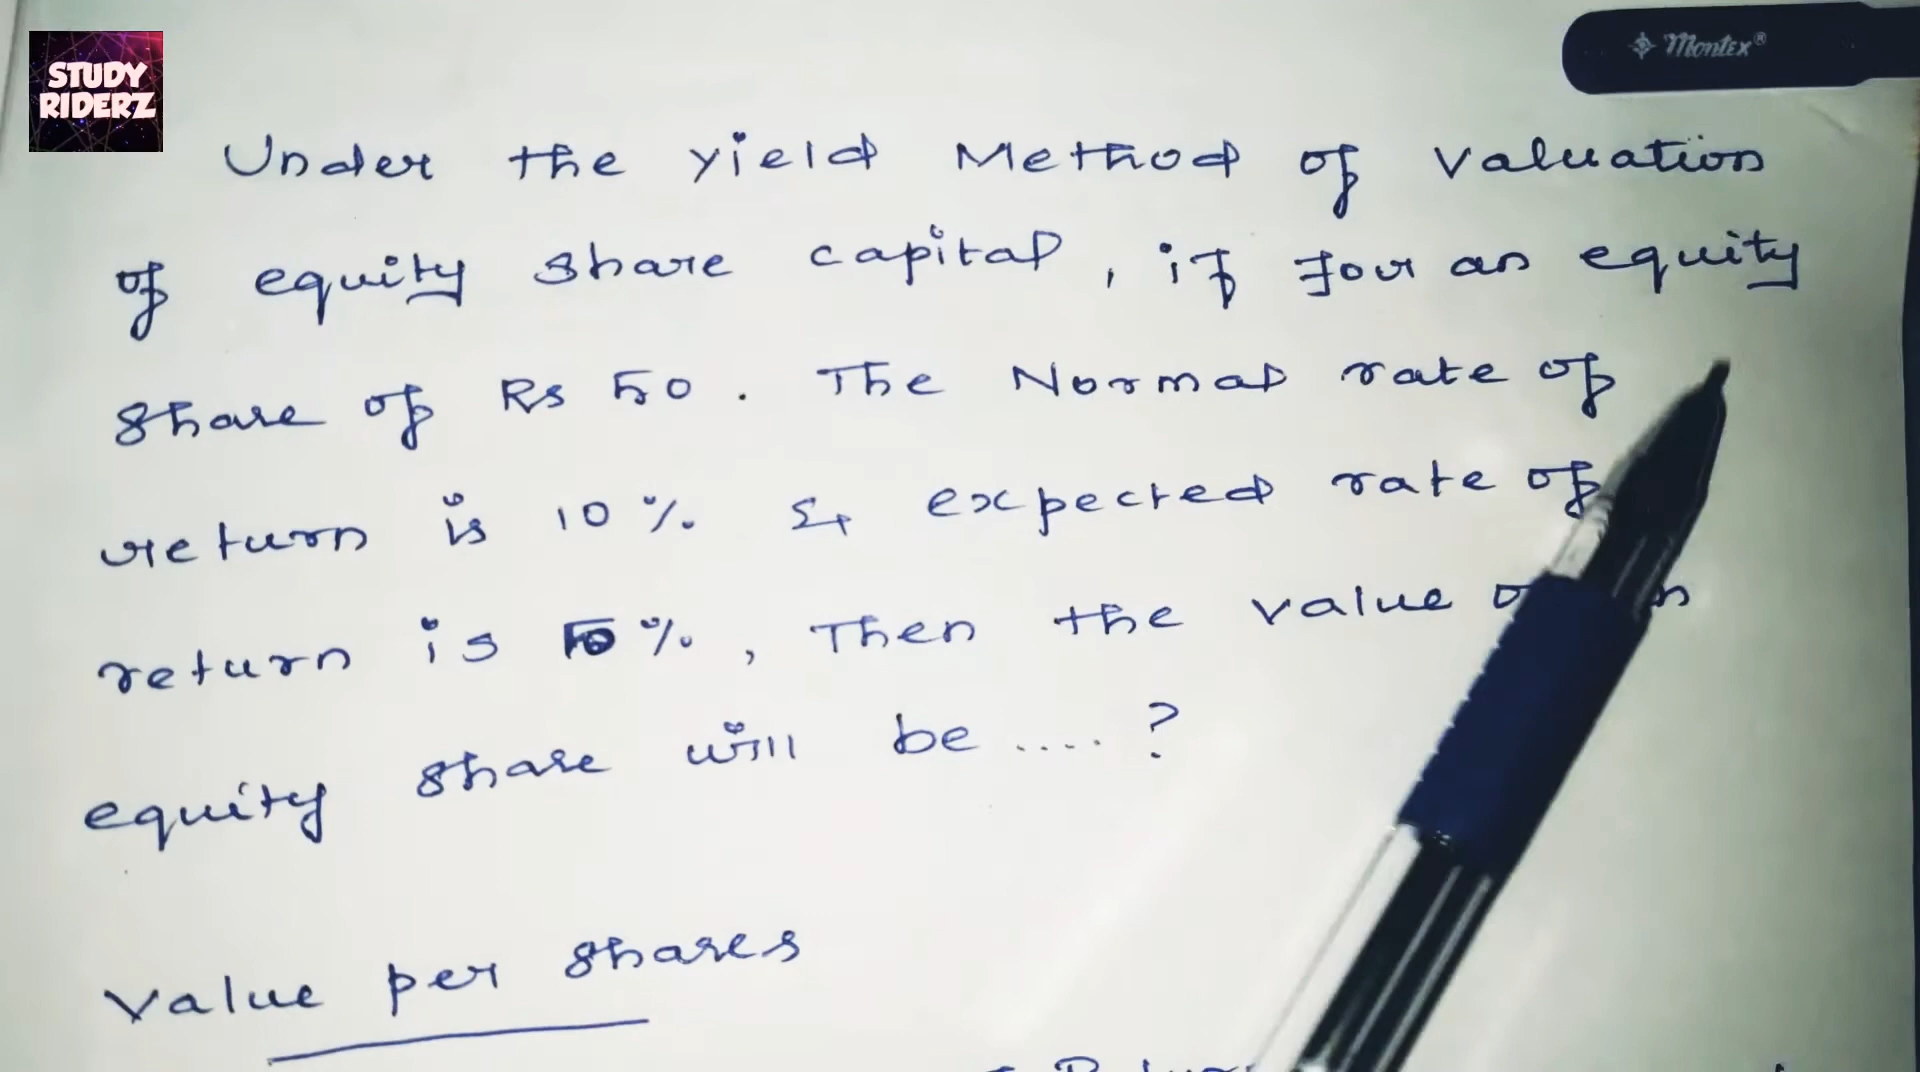 STUDY
RIDERZ
Montex®
Under the yield Method of valuation
of equity share capital, if for an equity
share of Rs 50. The Normal rate of
return is 10% & expected rate of
return is 5%, Then the value
equity share will be ....?
Value per shares